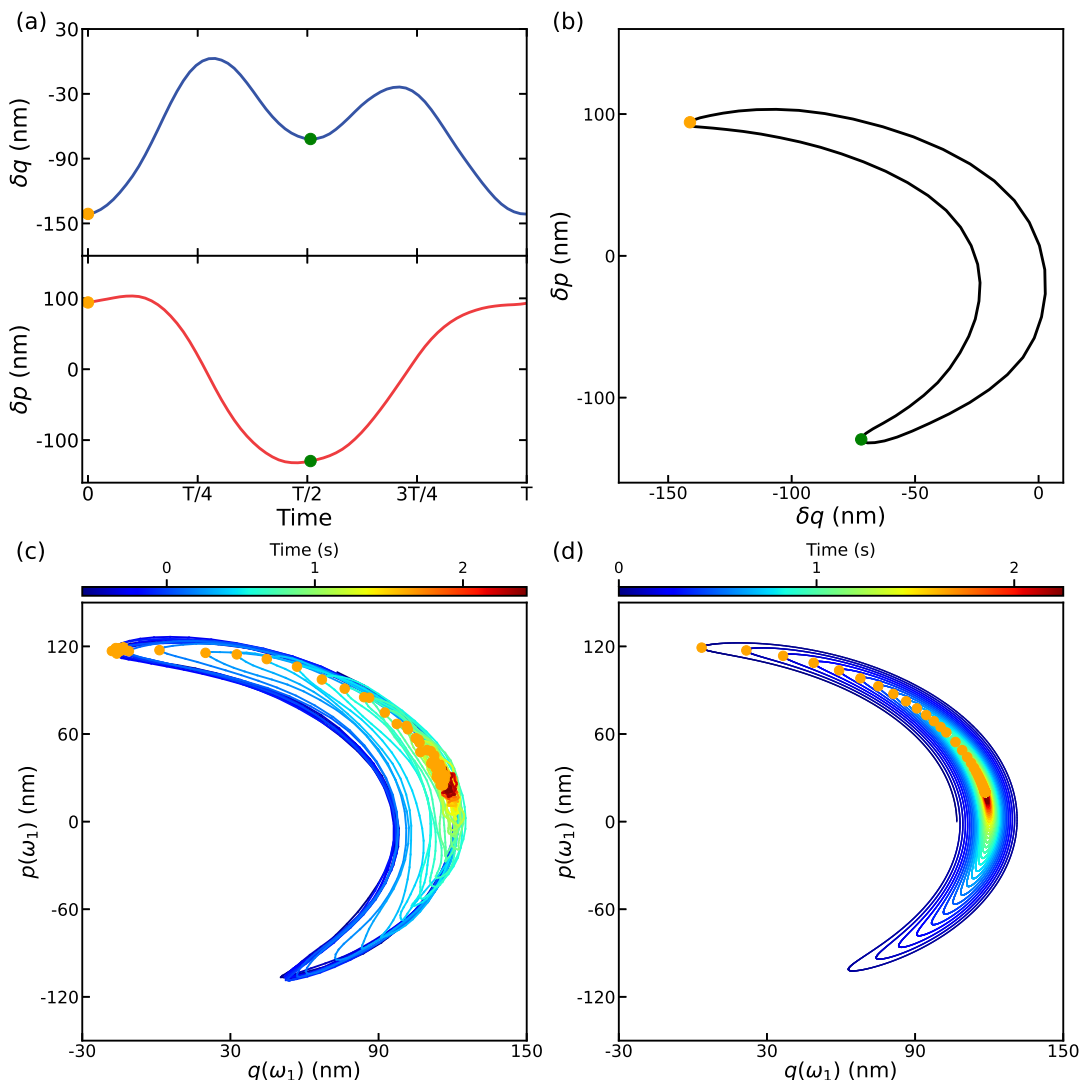 (a)
30
-30
-90
-150
δq (nm)
100
0
-100
δp (nm)
0 T/4 T/2 3T/4 T
Time
(b)
100
0
-100
δp (nm)
-150 -100 -50 0
δq (nm)
(c)
Time (s)
0 1 2
120
60
0
-60
-120
p(ω₁) (nm)
-30 30 90 150
q(ω₁) (nm)
(d)
Time (s)
0 1 2
120
60
0
-60
-120
p(ω₁) (nm)
30 90 150
q(ω₁) (nm)